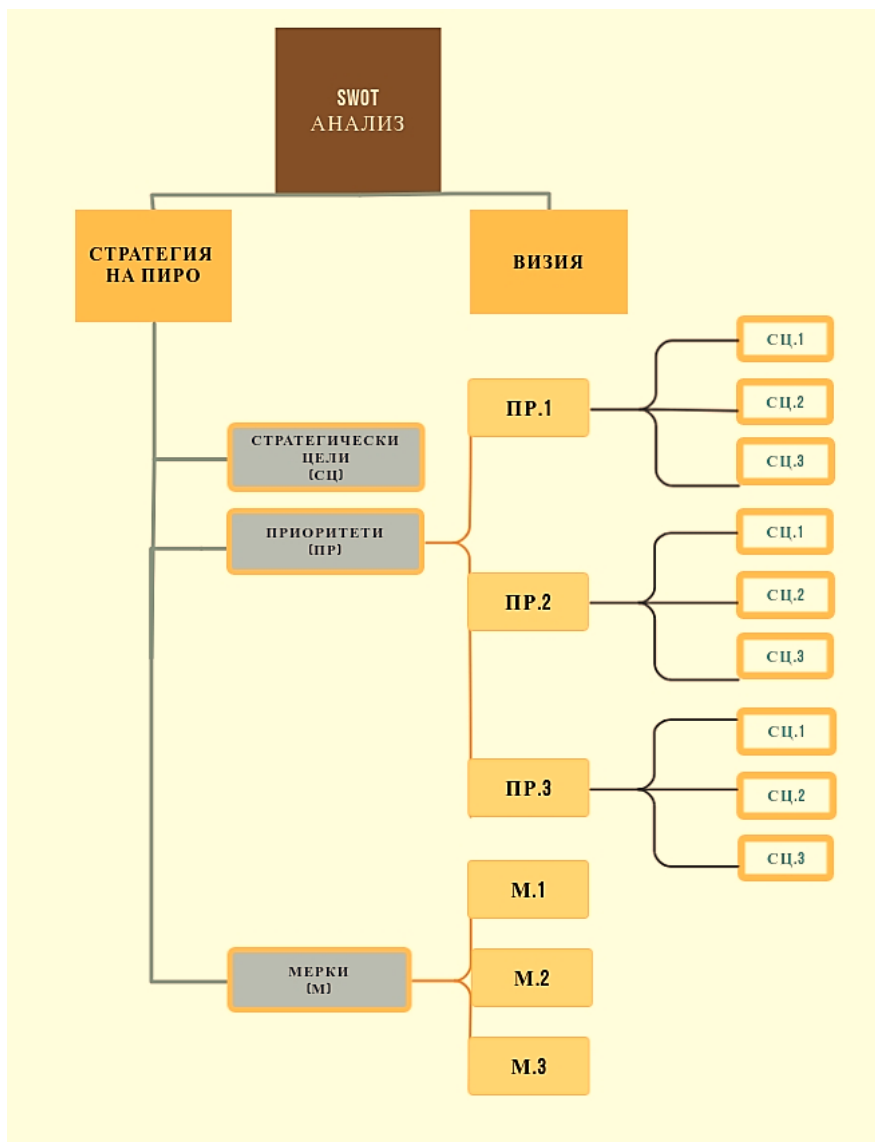 SWOT
АНАЛИЗ
СТРАТЕГИЯ
НА ПИРО
ВИЗИЯ
СТРАТЕГИЧЕСКИ
ЦЕЛИ
(СЦ)
ПРИОРИТЕТИ
(ПР)
ПР.1
СЦ.1
СЦ.2
СЦ.3
ПР.2
СЦ.1
СЦ.2
СЦ.3
ПР.3
СЦ.1
СЦ.2
СЦ.3
МЕРКИ
(М)
М.1
М.2
М.3